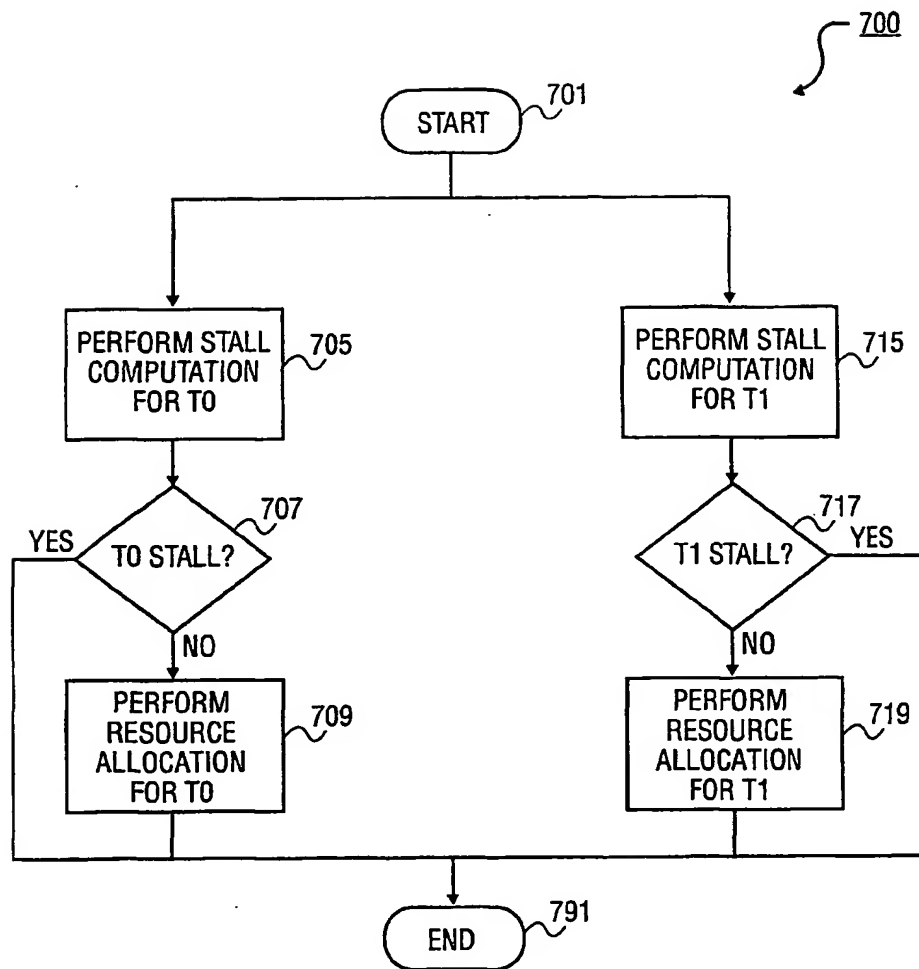 700
START
701
PERFORM STALL
COMPUTATION
FOR T0
705
PERFORM STALL
COMPUTATION
FOR T1
715
T0 STALL?
707
YES
NO
T1 STALL?
717
YES
NO
PERFORM
RESOURCE
ALLOCATION
FOR T0
709
PERFORM
RESOURCE
ALLOCATION
FOR T1
719
END
791